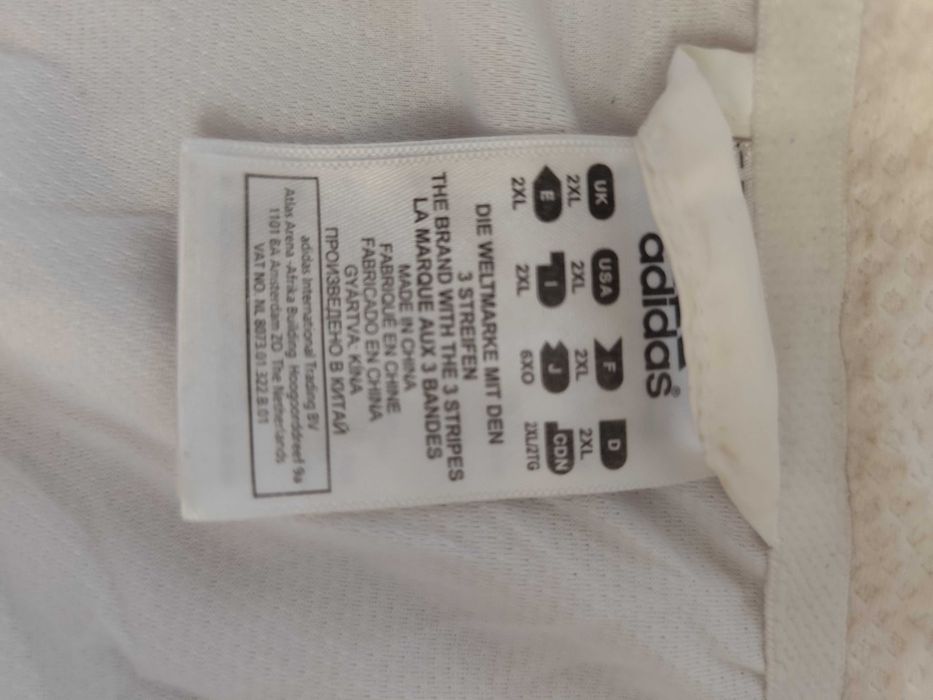 adidas®
UK USA F D
2XL 2XL 2XL 2XL
E I J CDN
2XL 2XL 6XO 2XL/2TG
DIE WELTMARKE MIT DEN
3 STREIFEN
THE BRAND WITH THE 3 STRIPES
LA MARQUE AUX 3 BANDES
MADE IN CHINA
FABRIQUÉ EN CHINE
FABRICADO EN CHINA
GYÁRTVA: KÍNA
ПРОИЗВЕДЕНО В КИТАЙ
adidas International Trading BV
Atlas Arena -Afrika Building Hoogoorddreef 9a
1101 BA Amsterdam ZO The Netherlands
VAT NO. NL 8073.01.322.B.01